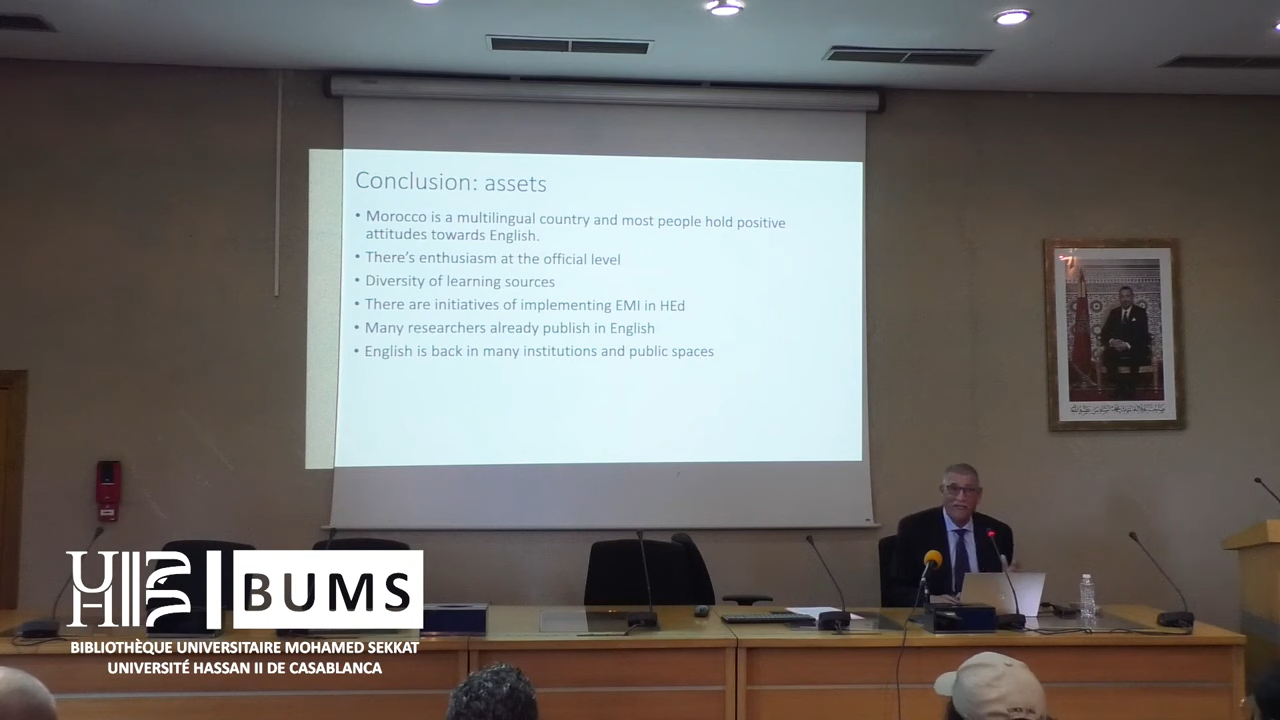 Conclusion: assets
• Morocco is a multilingual country and most people hold positive
attitudes towards English.
• There's enthusiasm at the official level
• Diversity of learning sources
• There are initiatives of implementing EMI in HEd
• Many researchers already publish in English
• English is back in many institutions and public spaces
BUMS
BIBLIOTHÈQUE UNIVERSITAIRE MOHAMED SEKKAT
UNIVERSITÉ HASSAN II DE CASABLANCA